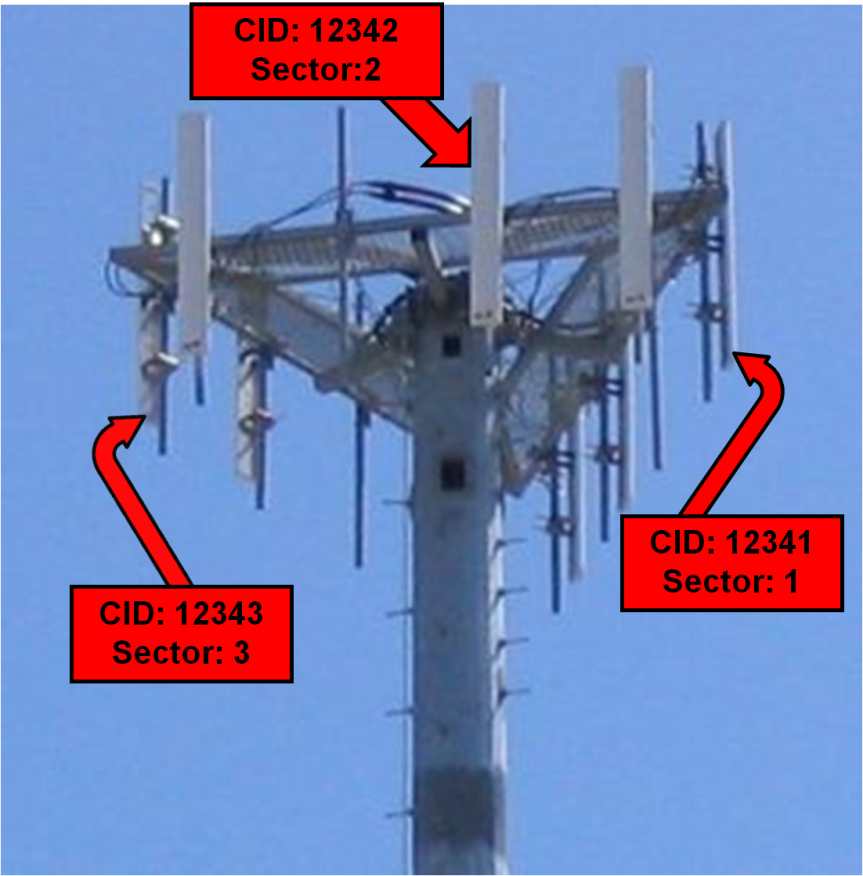 CID: 12342
Sector:2
CID: 12341
Sector: 1
CID: 12343
Sector: 3